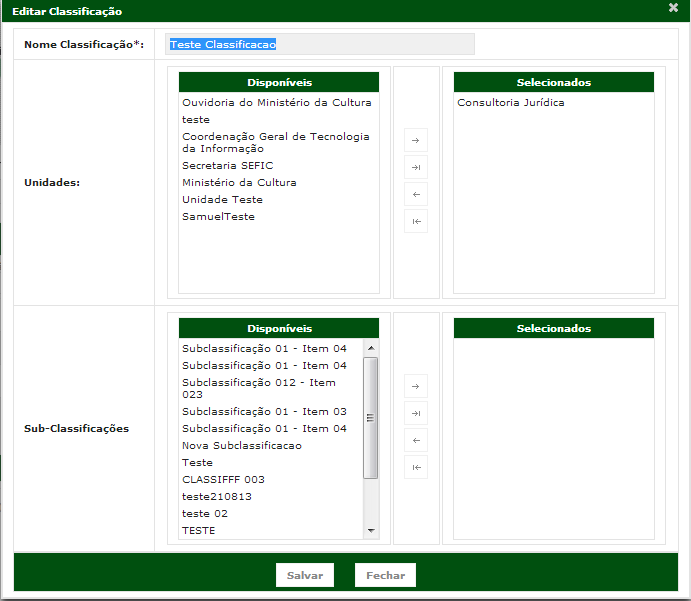 Editar Classificação
Nome Classificação*:
Teste Classificacao
Unidades:
Disponíveis
Ouvidoria do Ministério da Cultura
teste
Coordenação Geral de Tecnologia
da Informação
Secretaria SEFIC
Ministério da Cultura
Unidade Teste
SamuelTeste
Selecionados
Consultoria Jurídica
Sub-Classificações
Disponíveis
Subclassificação 01 - Item 04
Subclassificação 01 - Item 04
Subclassificação 012 - Item
023
Subclassificação 01 - Item 03
Subclassificação 01 - Item 04
Nova Subclassificacao
Teste
CLASSIFFF 003
teste210813
teste 02
TESTE
Selecionados
Salvar
Fechar